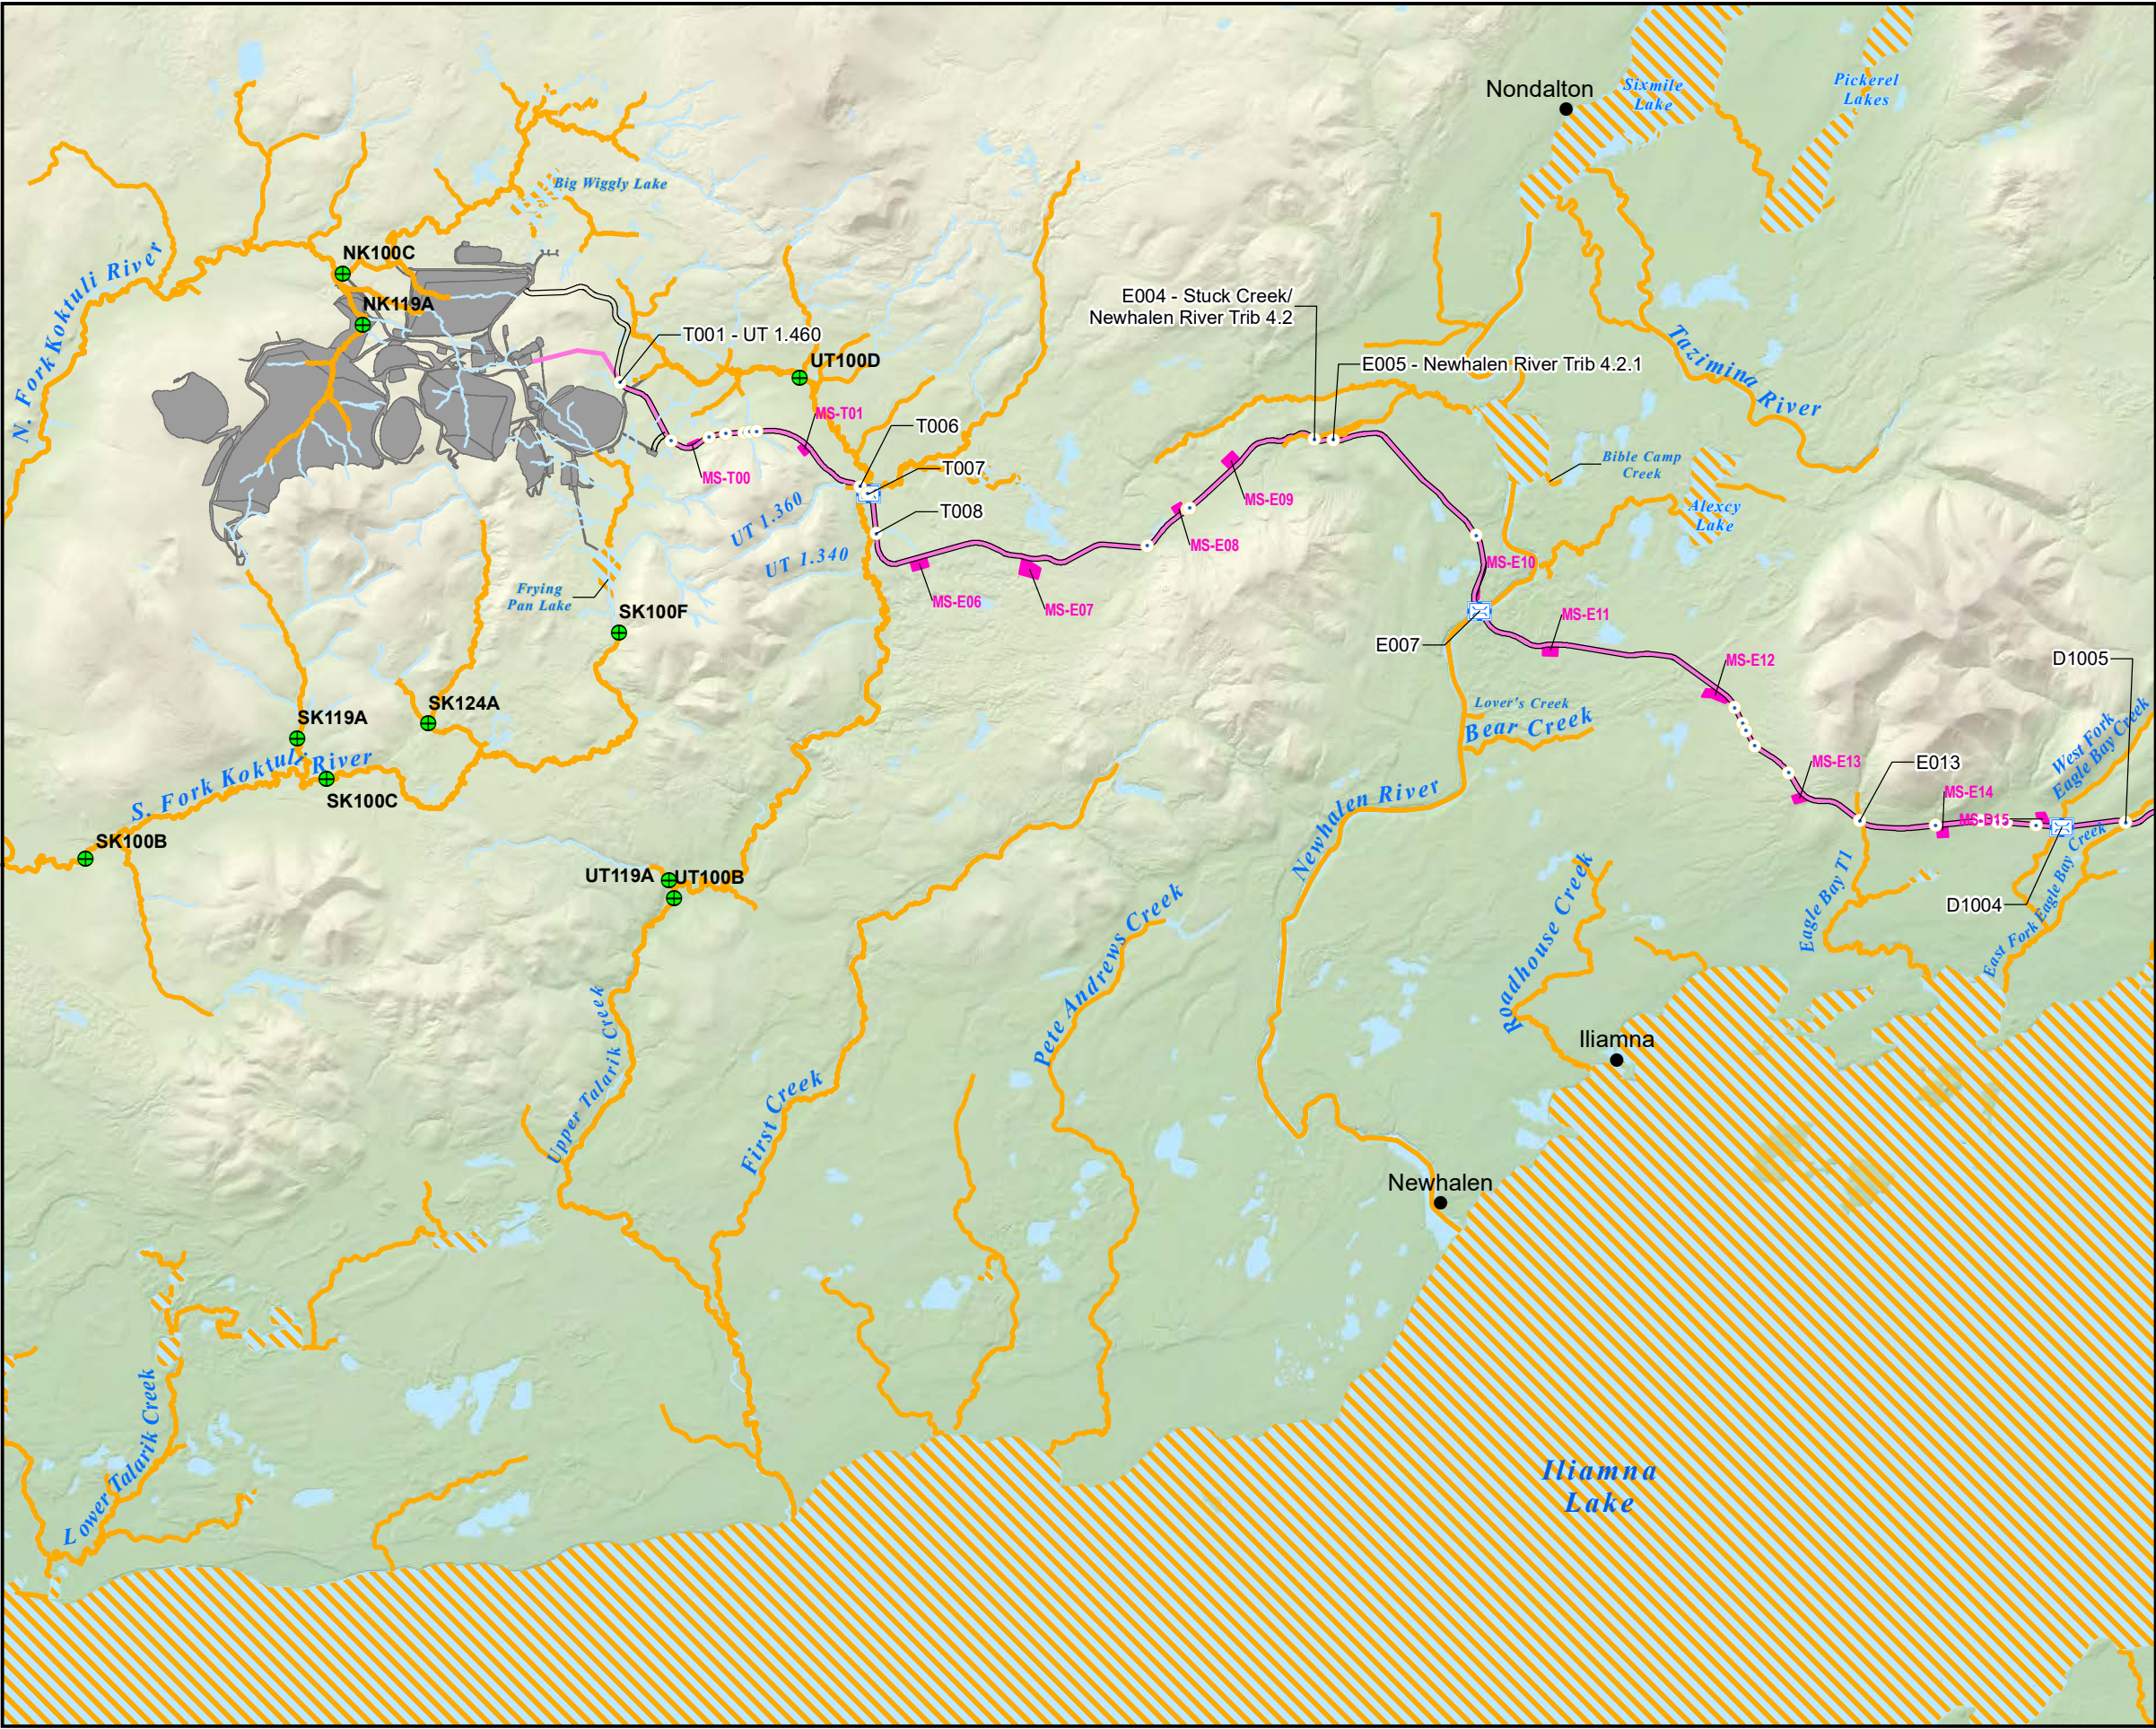 Nondalton
Sixmile
Lake
Pickerel
Lakes
Big Wiggly Lake
N. Fork Koktuli River
NK100C
NK119A
E004 - Stuck Creek/
Newhalen River Trib 4.2
T001 - UT 1.460
UT100D
E005 - Newhalen River Trib 4.2.1
Tazimina River
MS-T01
T006
T007
MS-T00
Bible Camp
Creek
MS-E09
UT 1.360
T008
Alexcy
Lake
MS-E08
UT 1.340
MS-E10
Frying
Pan Lake
MS-E06
MS-E07
SK100F
MS-E11
E007
MS-E12
D1005
SK124A
Lover's Creek
Bear Creek
SK119A
West Fork
Eagle Bay Creek
S. Fork Koktuli River
MS-E13
E013
SK100C
Newhalen River
MS-E14
MS-D15
SK100B
UT119A
UT100B
Pete Andrews Creek
Roadhouse Creek
Eagle Bay T1
D1004
East Fork Eagle Bay Creek
Upper Talarik Creek
Iliamna
First Creek
Newhalen
Lower Talarik Creek
Iliamna
Lake